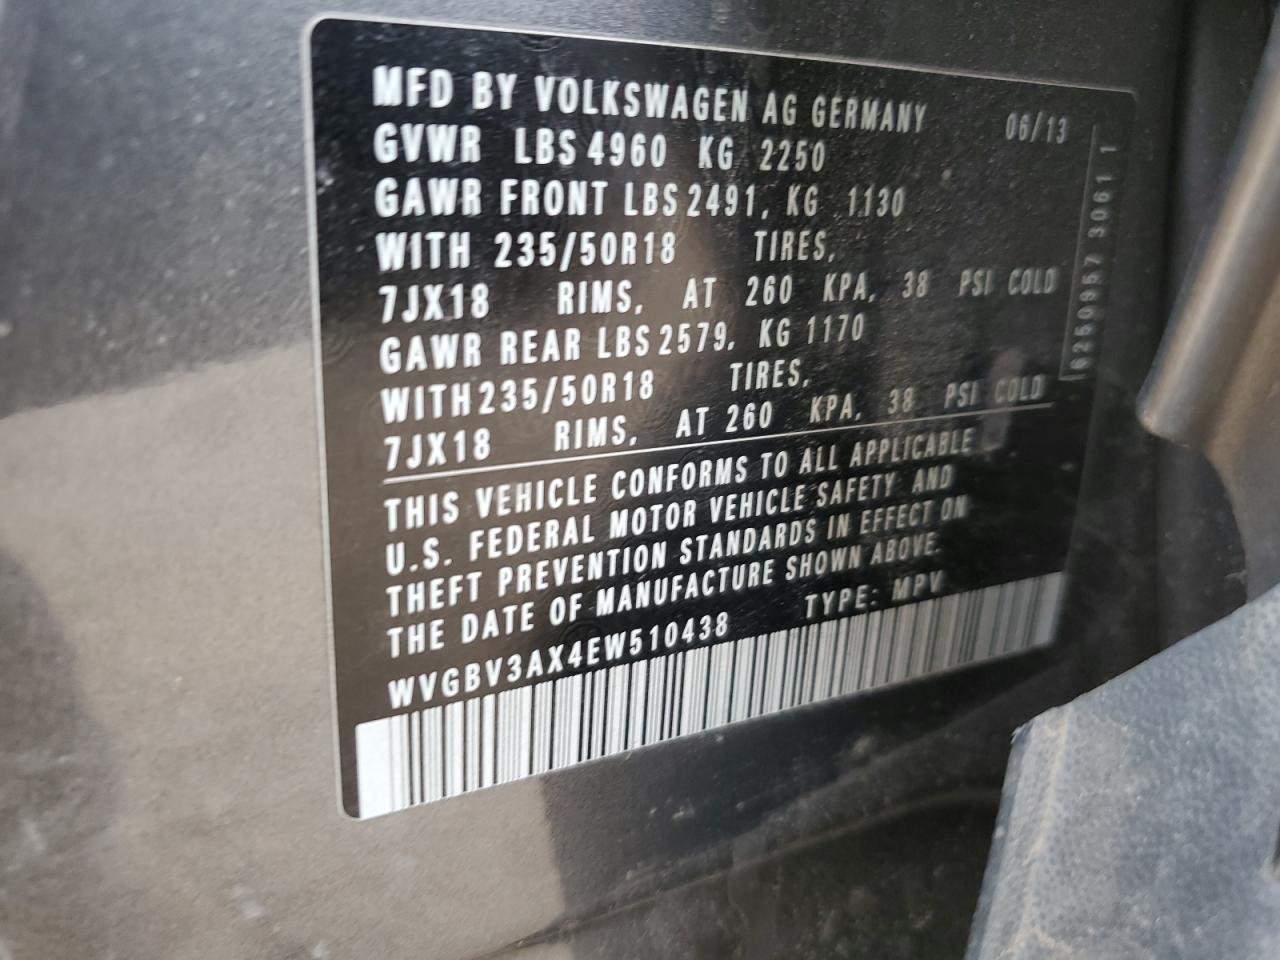 MFD BY VOLKSWAGEN AG GERMANY 06/13
GVWR LBS 4960 KG 2250
GAWR FRONT LBS 2491, KG 1130
WITH 235/50R18 TIRES,
7JX18 RIMS, AT 260 KPA, 38 PSI COLD
GAWR REAR LBS 2579, KG 1170
WITH 235/50R18 TIRES,
7JX18 RIMS, AT 260 KPA, 38 PSI COLD
THIS VEHICLE CONFORMS TO ALL APPLICABLE
U.S. FEDERAL MOTOR VEHICLE SAFETY AND
THEFT PREVENTION STANDARDS IN EFFECT ON
THE DATE OF MANUFACTURE SHOWN ABOVE.
WVGBV3AX4EW510438 TYPE: MPV